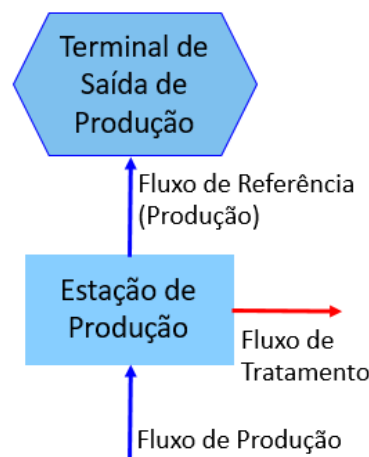 Terminal de
Saída de
Produção
Fluxo de Referência
(Produção)
Estação de
Produção
Fluxo de
Tratamento
Fluxo de Produção